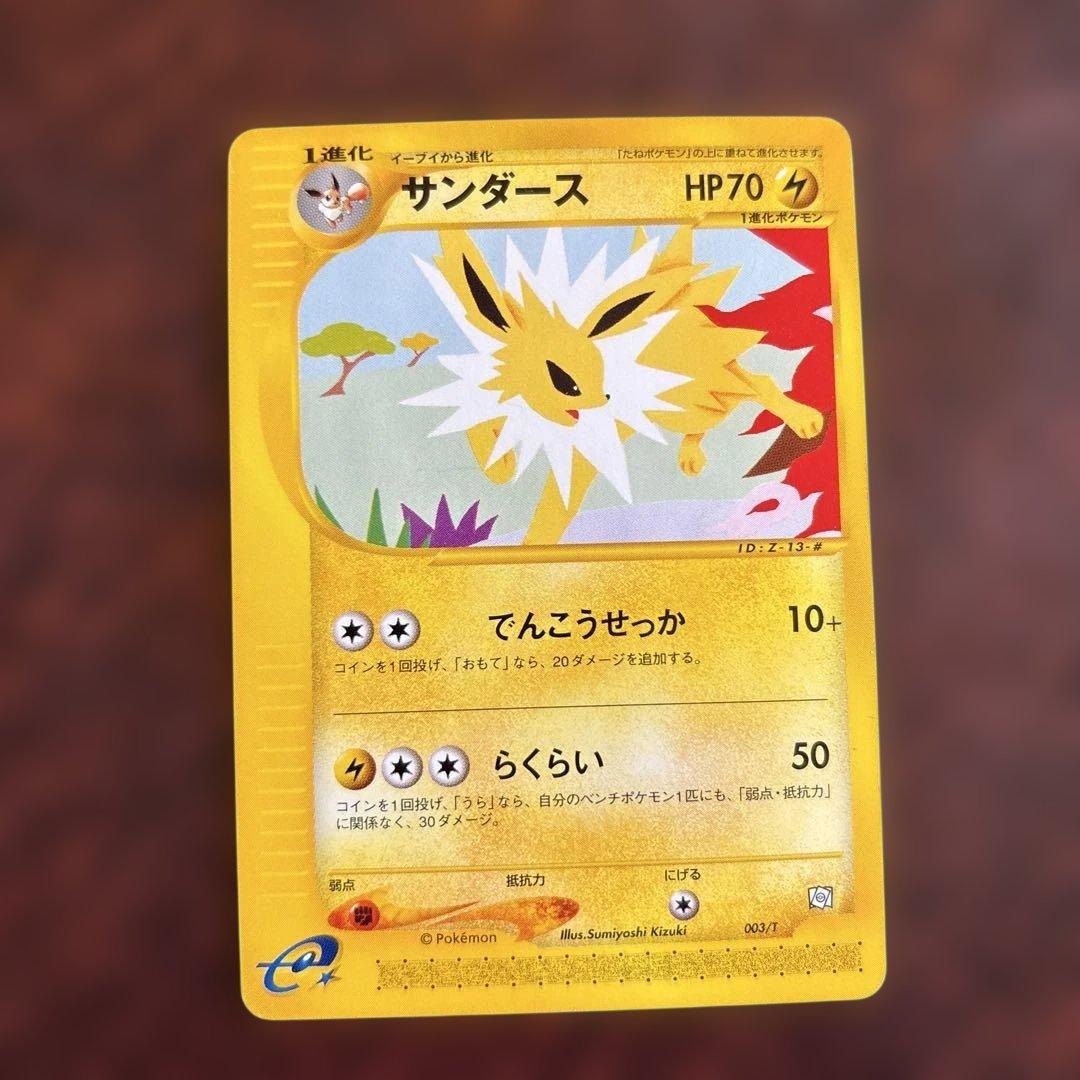 1進化 イーブイから進化 「たねポケモン」の上に重ねて進化させます。
サンダース HP70
1進化ポケモン
ID:Z-13-#
でんこうせっか 10+
コインを1回投げ、「おもて」なら、20ダメージを追加する。
らくらい 50
コインを1回投げ、「うら」なら、自分のベンチポケモン1匹にも、「弱点・抵抗力」
に関係なく、30ダメージ。
弱点 抵抗力 にげる
©Pokémon Illus.Sumiyoshi Kizuki 003/T
e